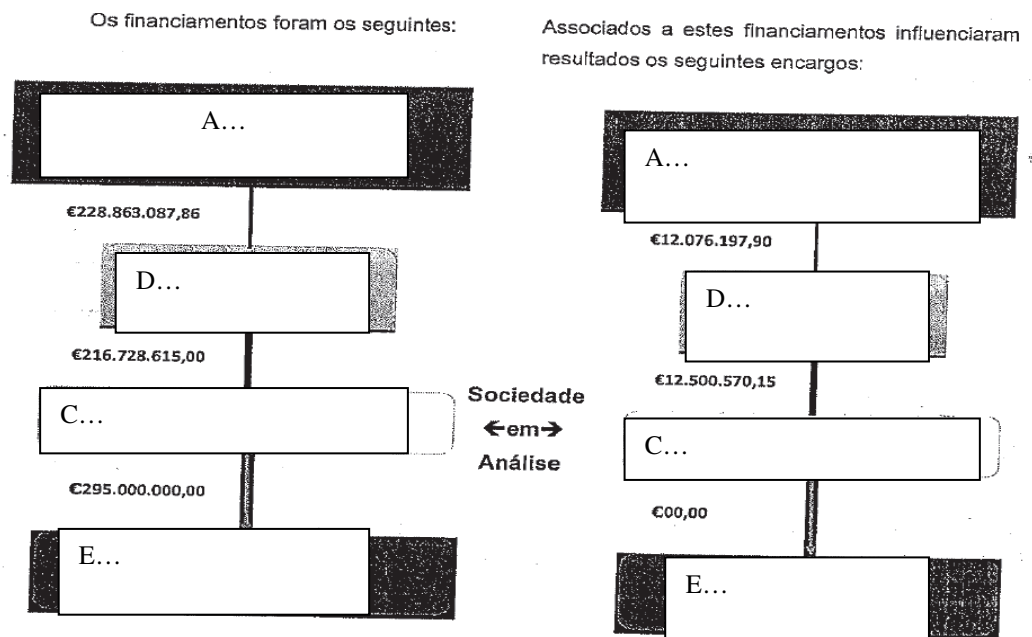 Os financiamentos foram os seguintes:
A…
€228.863.087,86
D…
€216.728.615,00
C…
€295.000.000,00
E…
Sociedade
←em→
Análise
Associados a estes financiamentos influenciaram
resultados os seguintes encargos:
A…
€12.076.197,90
D…
€12.500.570,15
C…
€00,00
E…